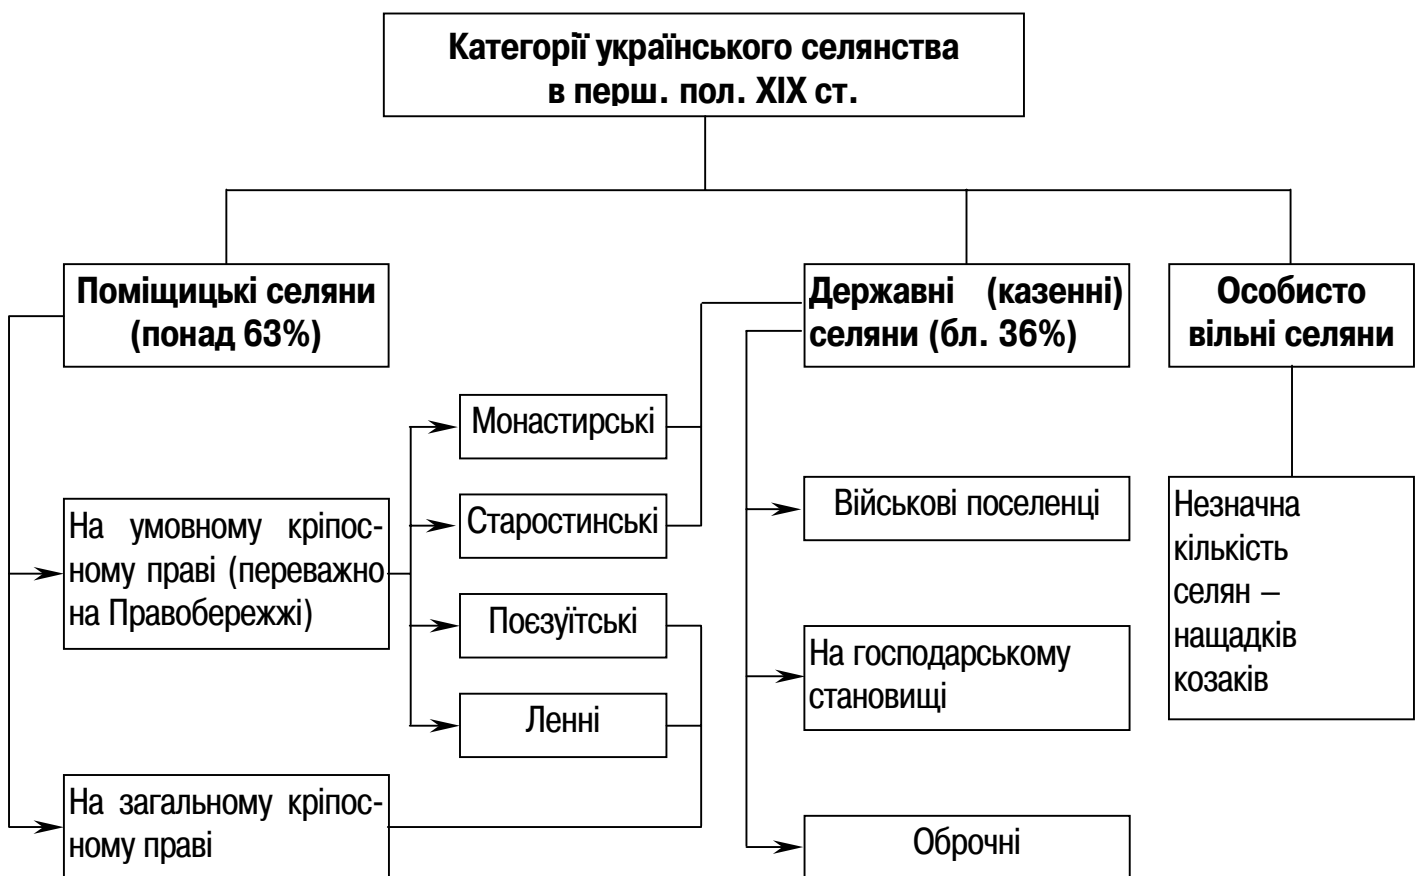 Категорії українського селянства
в перш. пол. XIX ст.
Поміщицькі селяни
(понад 63%)
Державні (казенні)
селяни (бл. 36%)
Особисто
вільні селяни
Монастирські
Старостинські
Поєзуїтські
Ленні
На умовному кріпос-
ному праві (переважно
на Правобережжі)
На загальному кріпос-
ному праві
Військові поселенці
На господарському
становищі
Оброчні
Незначна
кількість
селян –
нащадків
козаків